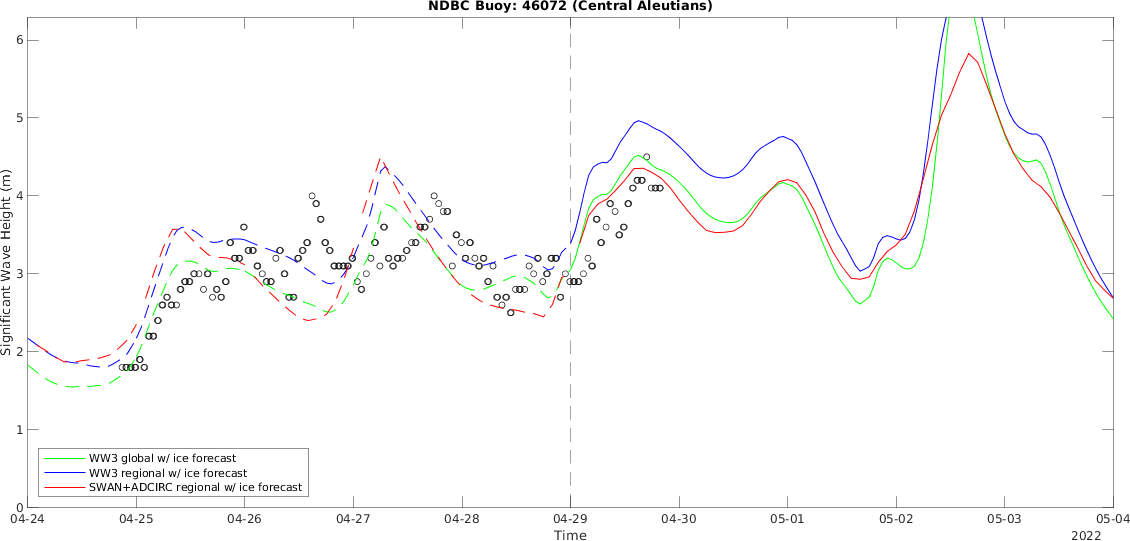 NDBC Buoy: 46072 (Central Aleutians)
6
5
4
3
2
1
0
Significant Wave Height (m)
WW3 global w/ ice forecast
WW3 regional w/ ice forecast
SWAN+ADCIRC regional w/ ice forecast
04-24 04-25 04-26 04-27 04-28 04-29 04-30 05-01 05-02 05-03 05-04
Time
2022